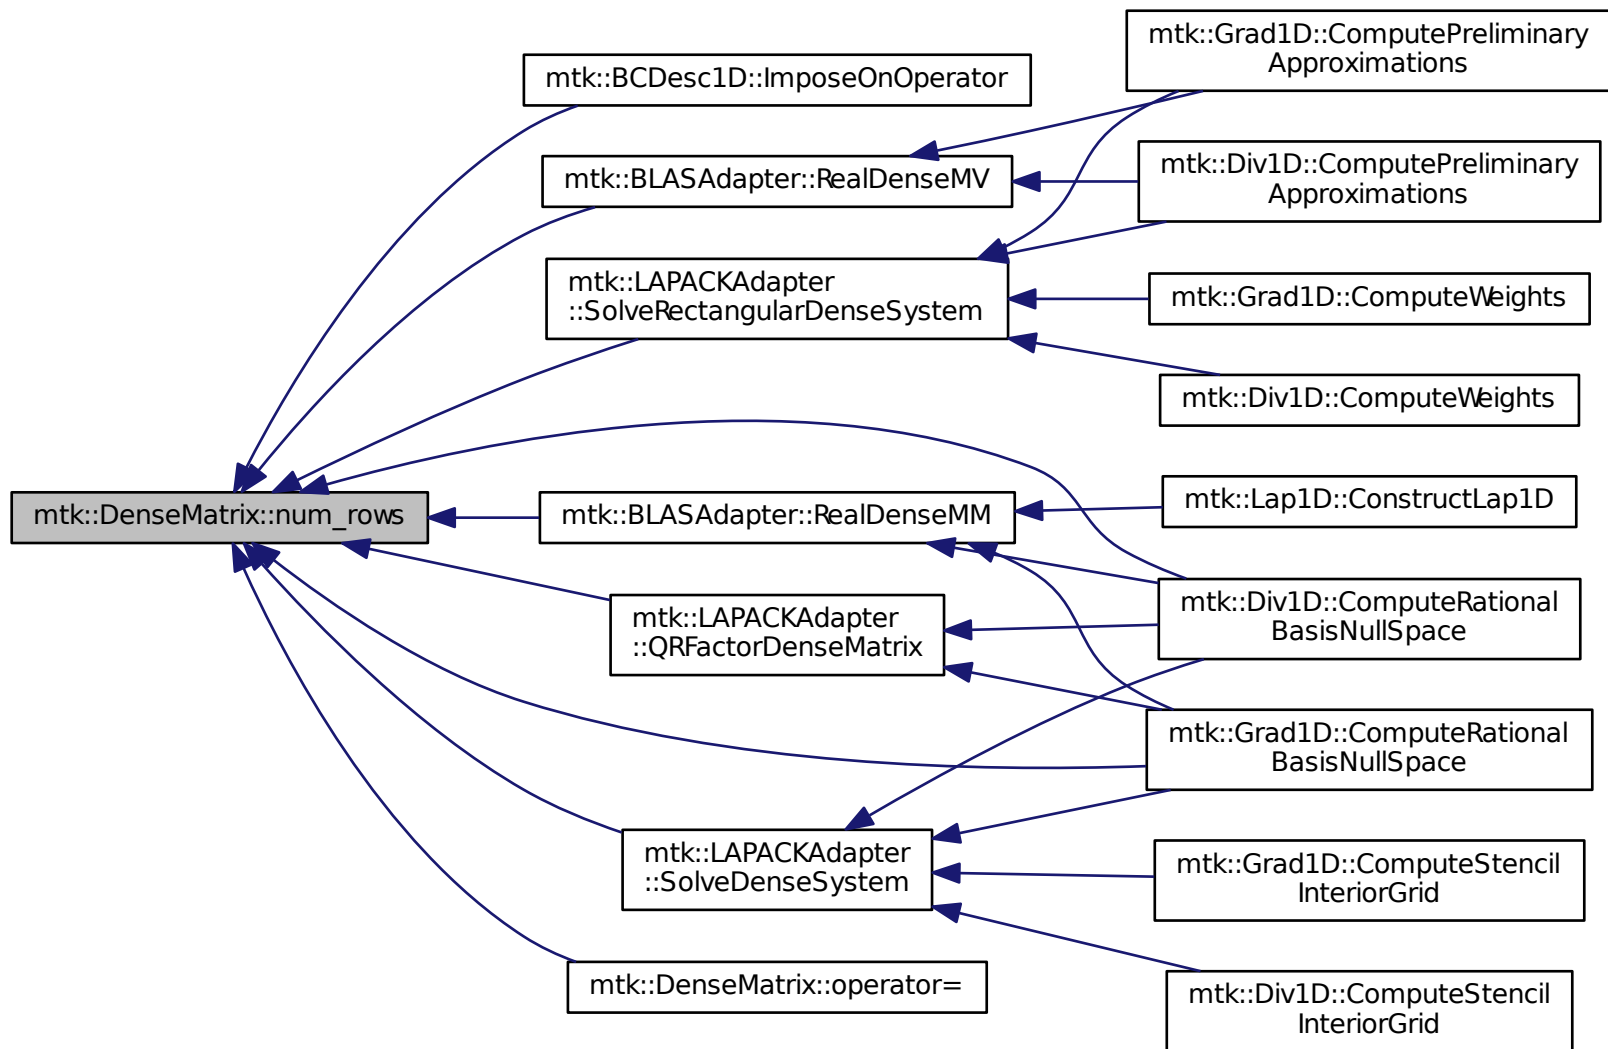 mtk::DenseMatrix::num_rows
mtk::BCDesc1D::ImposeOnOperator
mtk::BLASAdapter::RealDenseMV
mtk::LAPACKAdapter
::SolveRectangularDenseSystem
mtk::BLASAdapter::RealDenseMM
mtk::LAPACKAdapter
::QRFactorDenseMatrix
mtk::LAPACKAdapter
::SolveDenseSystem
mtk::DenseMatrix::operator=
mtk::Grad1D::ComputePreliminary
Approximations
mtk::Div1D::ComputePreliminary
Approximations
mtk::Grad1D::ComputeWeights
mtk::Div1D::ComputeWeights
mtk::Lap1D::ConstructLap1D
mtk::Div1D::ComputeRational
BasisNullSpace
mtk::Grad1D::ComputeRational
BasisNullSpace
mtk::Grad1D::ComputeStencil
InteriorGrid
mtk::Div1D::ComputeStencil
InteriorGrid